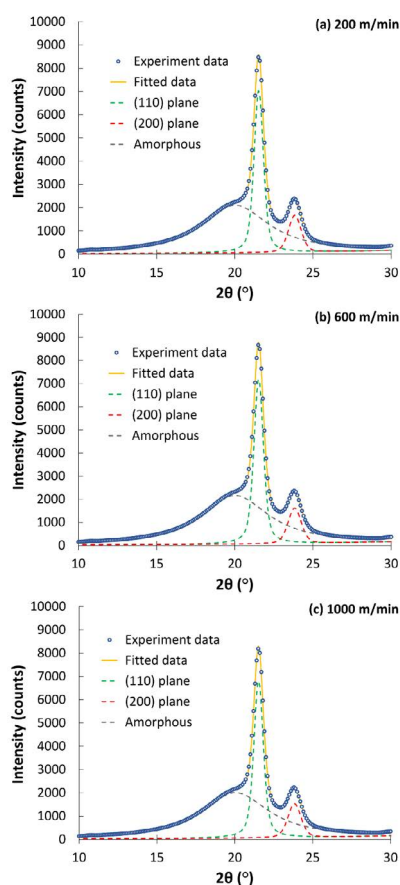 (a) 200 m/min
Intensity (counts)
10000
9000
8000
7000
6000
5000
4000
3000
2000
1000
0
Experiment data
Fitted data
(110) plane
(200) plane
Amorphous
10 15 20 25 30
2θ (°)
(b) 600 m/min
Intensity (counts)
10000
9000
8000
7000
6000
5000
4000
3000
2000
1000
0
Experiment data
Fitted data
(110) plane
(200) plane
Amorphous
10 15 20 25 30
2θ (°)
(c) 1000 m/min
Intensity (counts)
10000
9000
8000
7000
6000
5000
4000
3000
2000
1000
0
Experiment data
Fitted data
(110) plane
(200) plane
Amorphous
10 15 20 25 30
2θ (°)